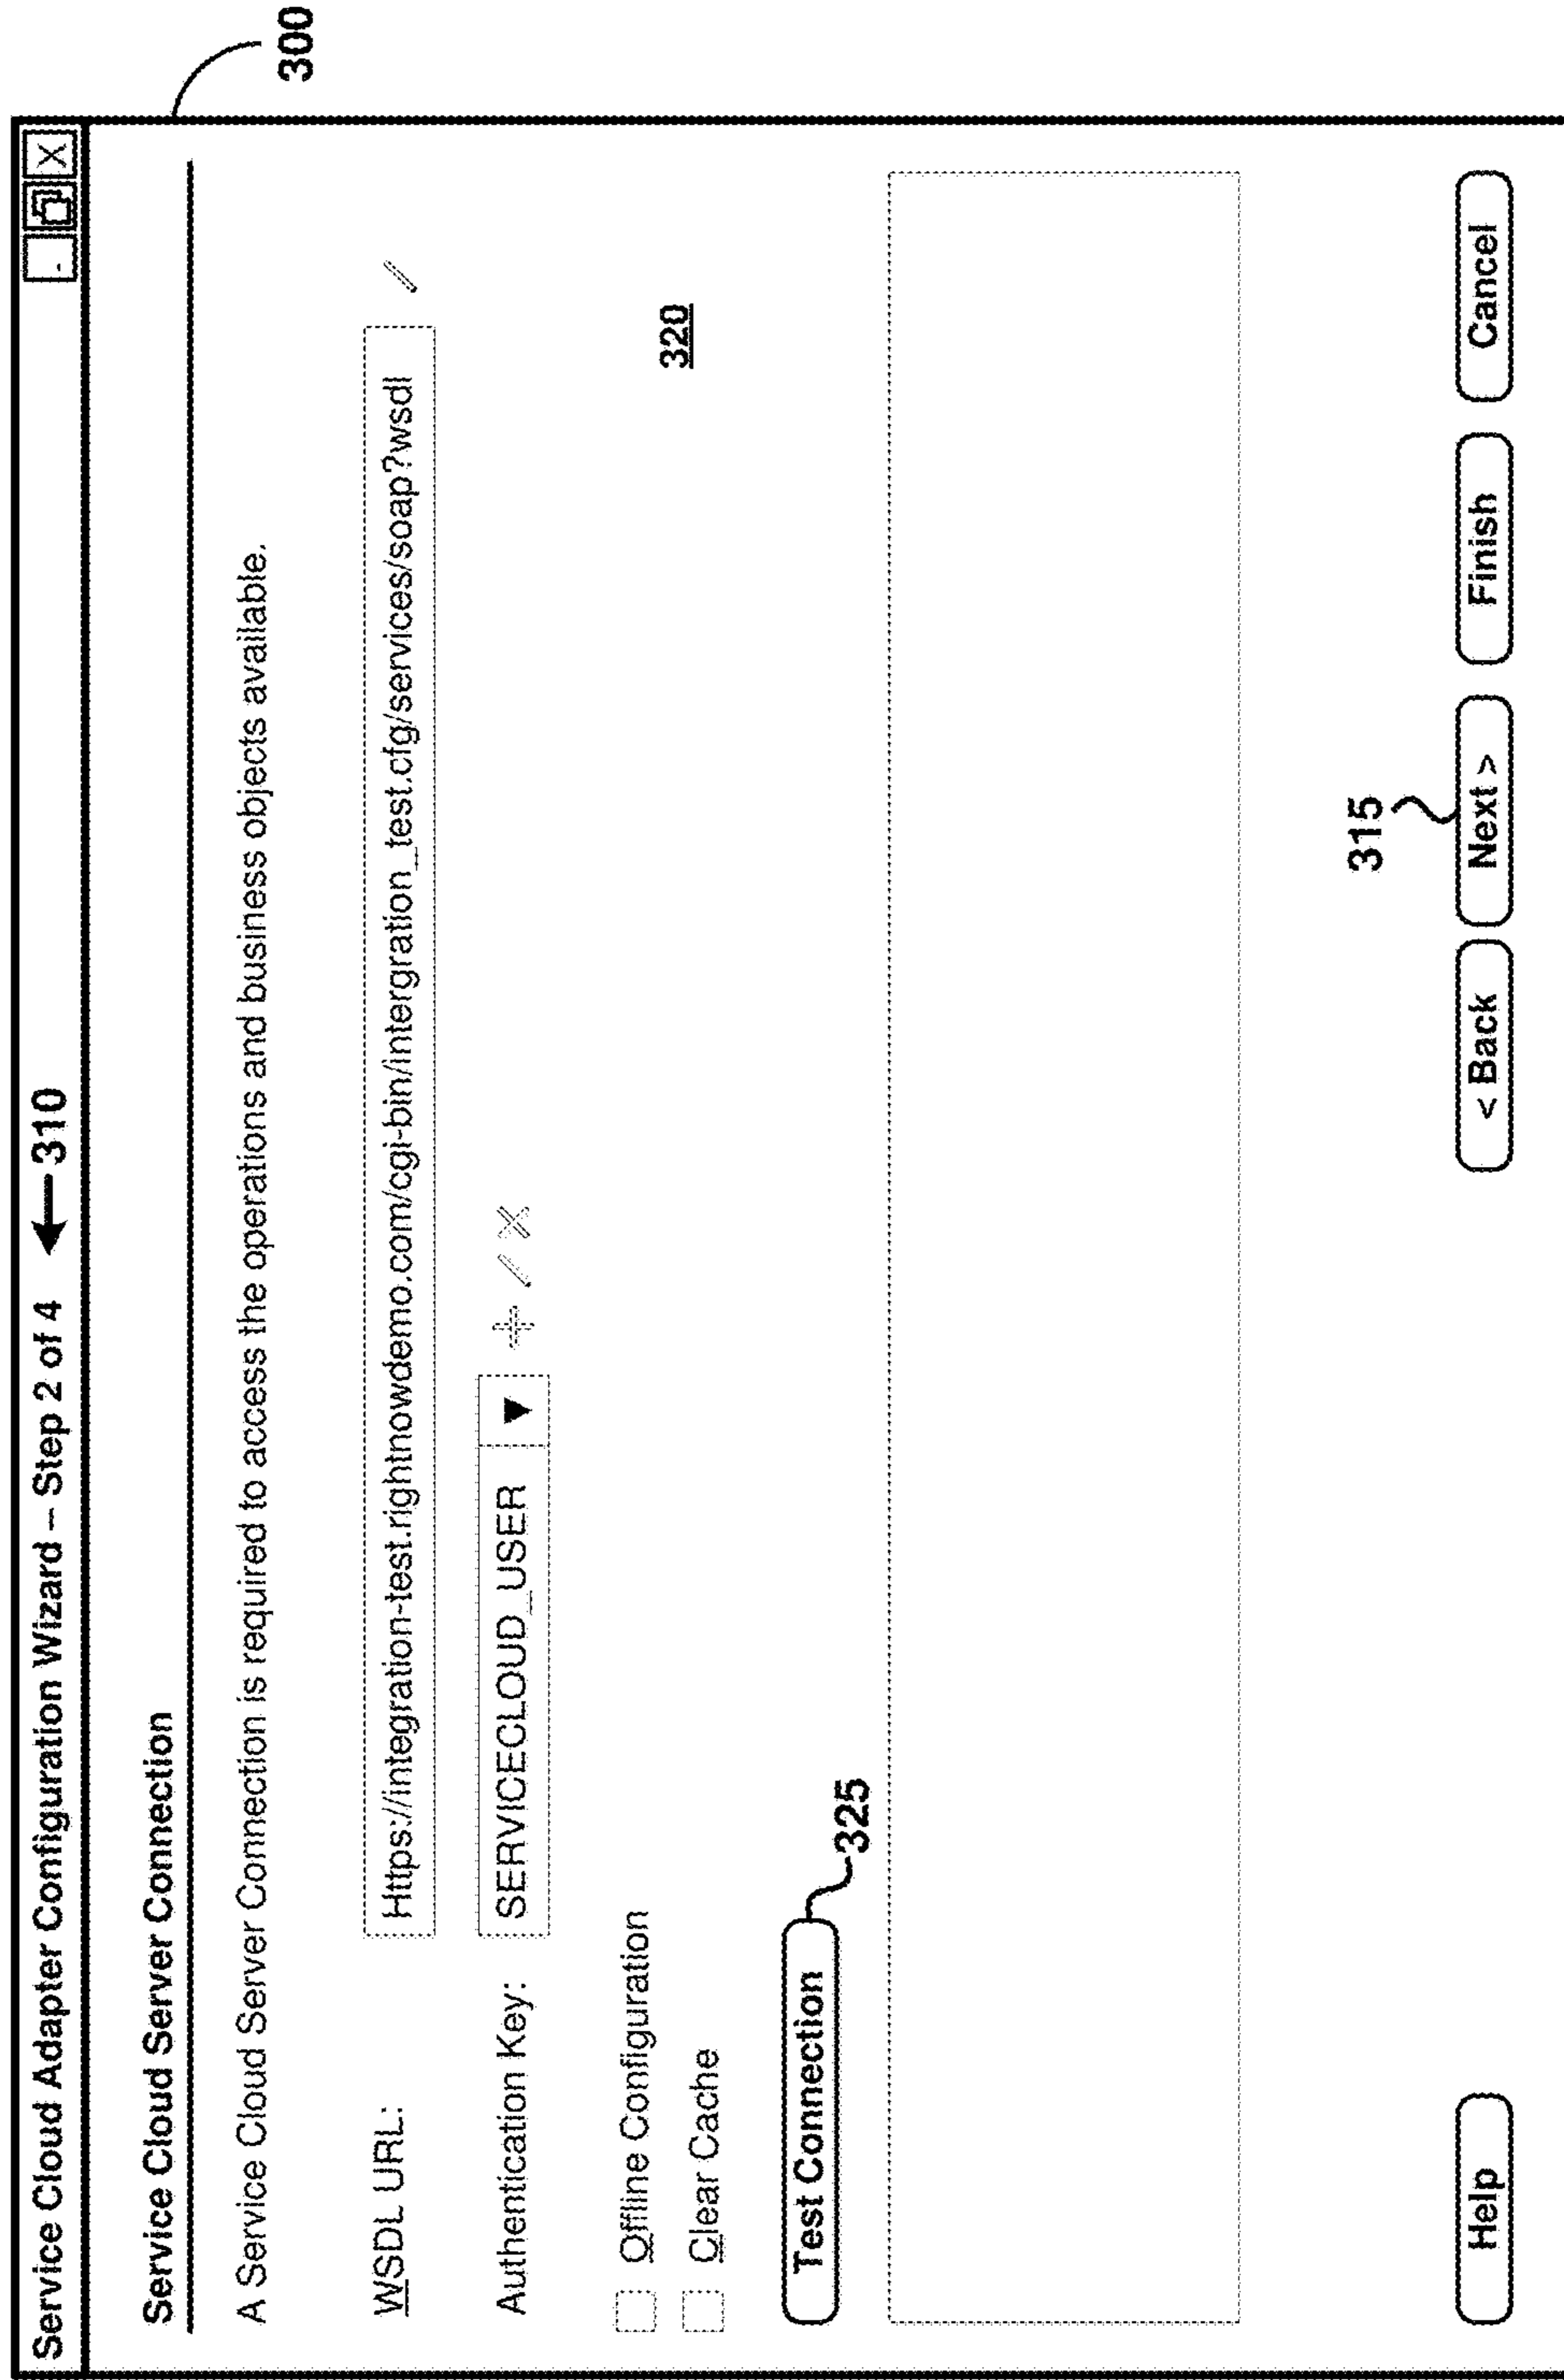 300
Service Cloud Adapter Configuration Wizard – Step 2 of 4 ←310
Service Cloud Server Connection
A Service Cloud Server Connection is required to access the operations and business objects available.
WSDL URL: Https://integration-test.rightnowdemo.com/cgi-bin/intergration_test.cfg/services/soap?wsdl
Authentication Key: SERVICECLOUD_USER
Offline Configuration
320
Clear Cache
Test Connection
325
315
Help < Back Next > Finish Cancel